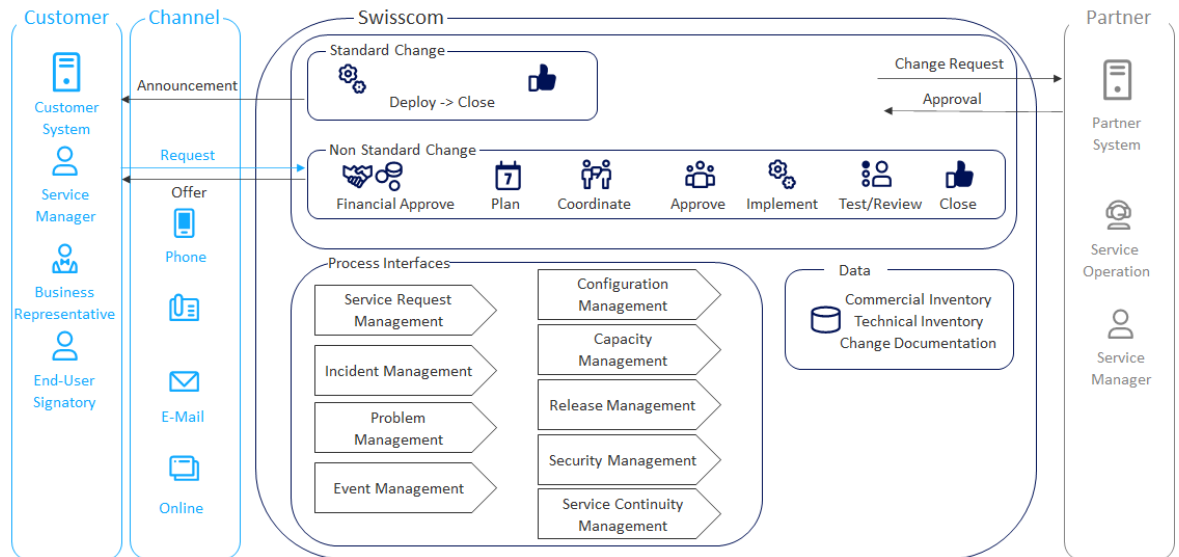 Customer
Channel
Swisscom
Partner
Standard Change
Deploy -> Close
Announcement
Change Request
Approval
Customer
System
Partner
System
Request
Offer
Non Standard Change
7
Financial Approve
Plan
Coordinate
Approve
Implement
Test/Review
Close
Service
Manager
Phone
Business
Representative
End-User
Signatory
E-Mail
Online
Process Interfaces
Service Request
Management
Incident Management
Problem
Management
Event Management
Configuration
Management
Capacity
Management
Release Management
Security Management
Service Continuity
Management
Data
Commercial Inventory
Technical Inventory
Change Documentation
Service
Operation
Service
Manager